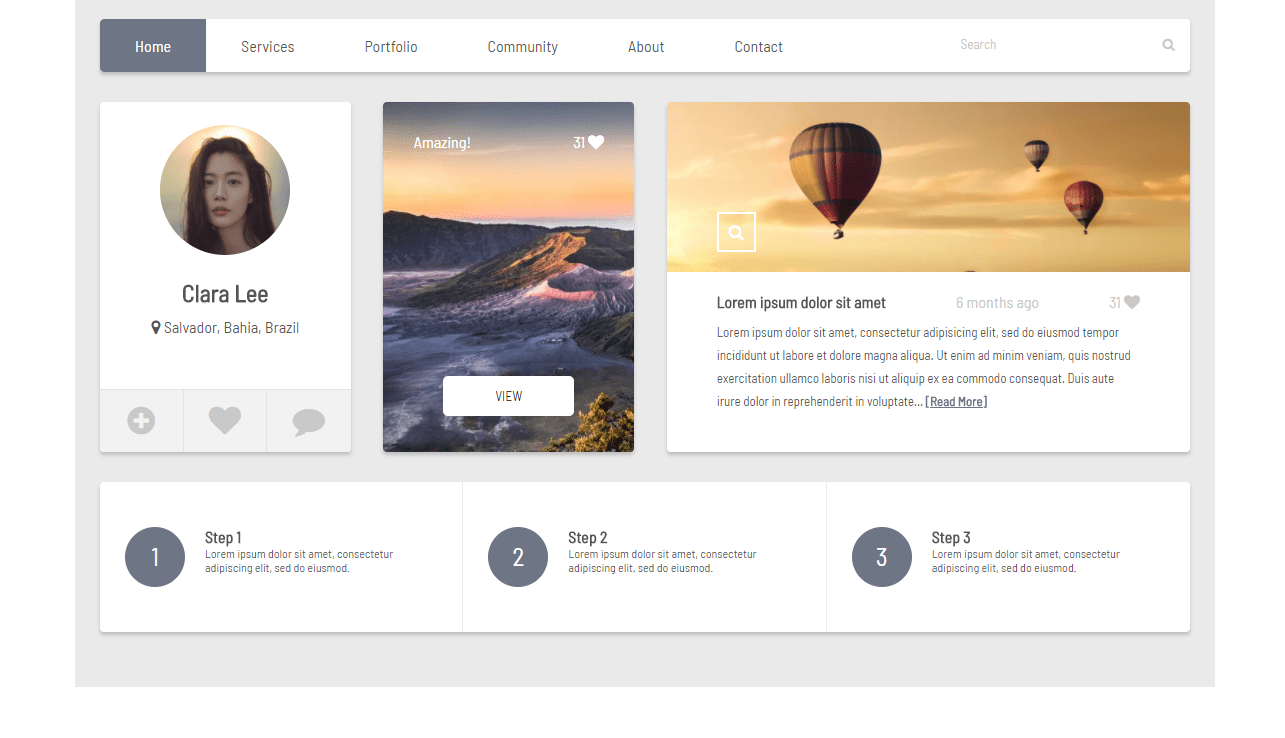 Home Services Portfolio Community About Contact Search
Amazing! 31
Clara Lee
Salvador, Bahia, Brazil
VIEW
Lorem ipsum dolor sit amet 6 months ago 31
Lorem ipsum dolor sit amet, consectetur adipisicing elit, sed do eiusmod tempor
incididunt ut labore et dolore magna aliqua. Ut enim ad minim veniam, quis nostrud
exercitation ullamco laboris nisi ut aliquip ex ea commodo consequat. Duis aute
irure dolor in reprehenderit in voluptate... [Read More]
1
Step 1
Lorem ipsum dolor sit amet, consectetur
adipiscing elit, sed do eiusmod.
2
Step 2
Lorem ipsum dolor sit amet, consectetur
adipiscing elit, sed do eiusmod.
3
Step 3
Lorem ipsum dolor sit amet, consectetur
adipiscing elit, sed do eiusmod.